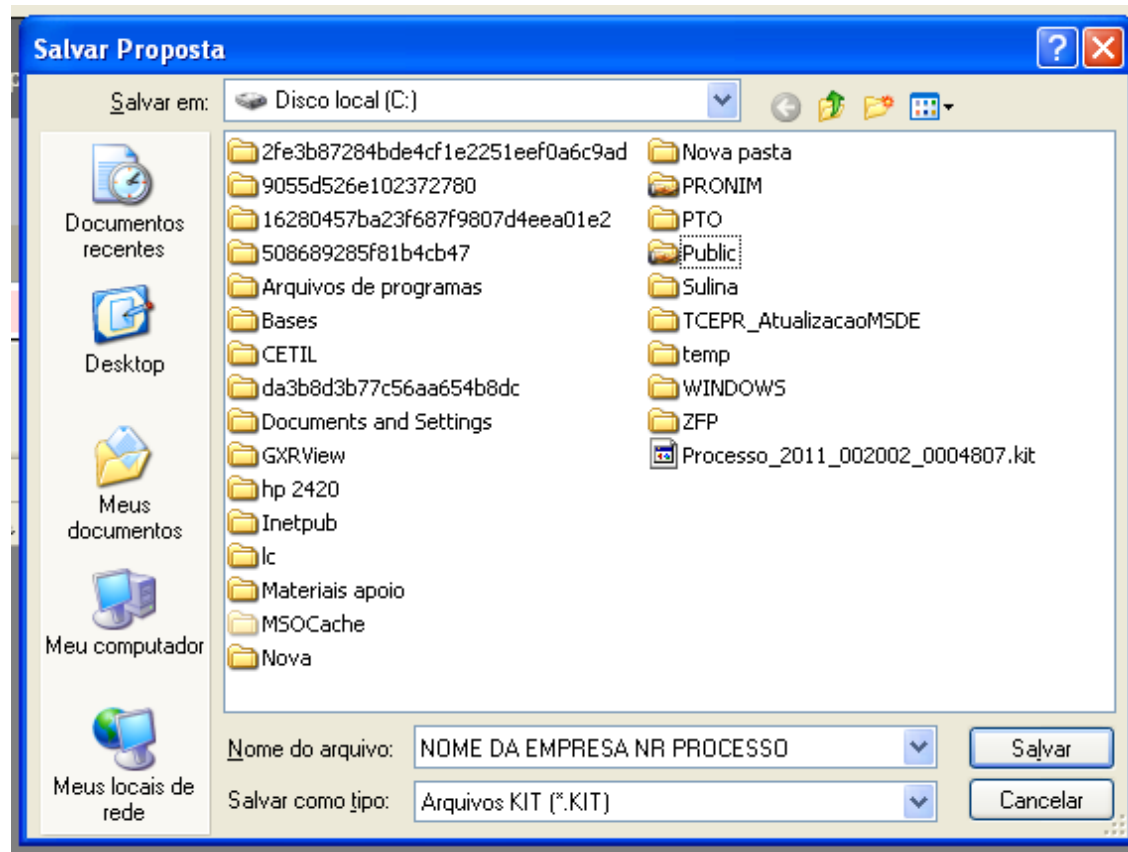 Salvar Proposta
Salvar em:
Disco local (C:)
Documentos recentes
Desktop
Meus documentos
Meu computador
Meus locais de rede
2fe3b87284bde4cf1e2251eef0a6c9ad
9055d526e102372780
16280457ba23f687f9807d4eea01e2
508689285f81b4cb47
Arquivos de programas
Bases
CETIL
da3b8d3b77c56aa654b8dc
Documents and Settings
GXRView
hp 2420
Inetpub
lc
Materiais apoio
MSOCache
Nova
Nova pasta
PRONIM
PTO
Public
Sulina
TCEPR_AtualizacaoMSDE
temp
WINDOWS
ZFP
Processo_2011_002002_0004807.kit
Nome do arquivo:
NOME DA EMPRESA NR PROCESSO
Salvar
Salvar como tipo:
Arquivos KIT (*.KIT)
Cancelar